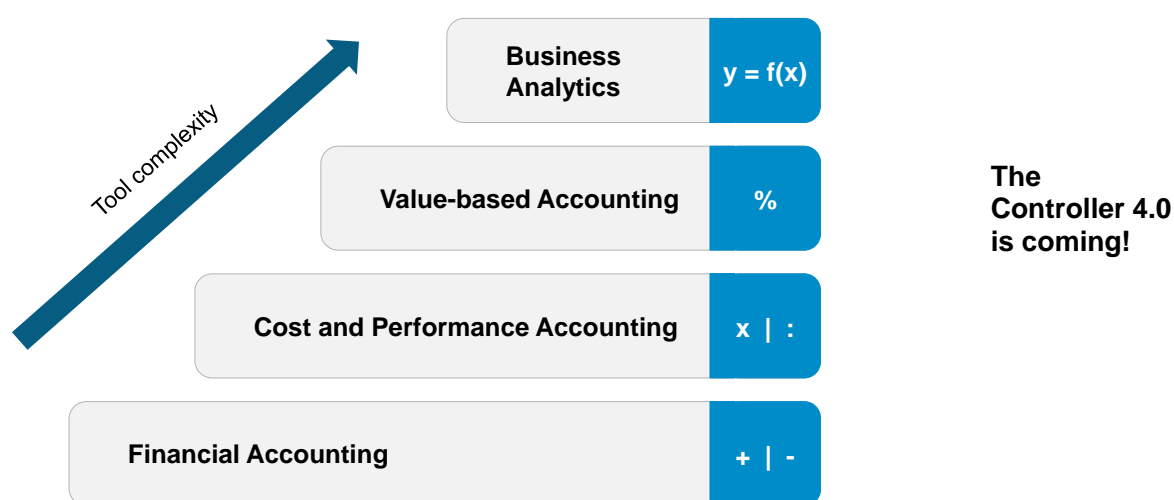 Business
Analytics
y = f(x)
Tool complexity
Value-based Accounting
%
The
Controller 4.0
is coming!
Cost and Performance Accounting
x | :
Financial Accounting
+ | -